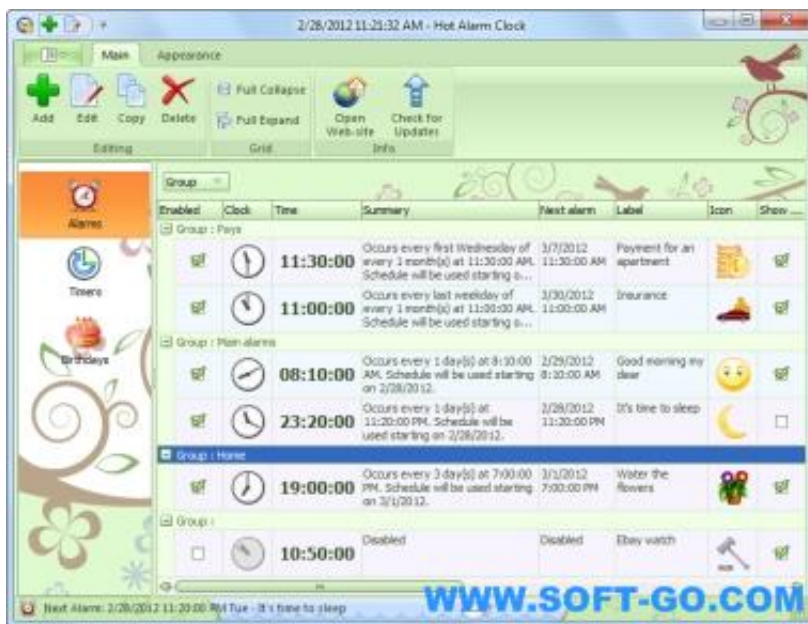 2/28/2012 11:21:32 AM - Hot Alarm Clock
Main Appearance
Add Edit Copy Delete
Full Collapse
Full Expand
Open Web-site
Check for Updates
Editing Grid Info
Alarms
Timers
Birthdays
Group
Enabled Clock Time Summary Next alarm Label Icon Show ...
Group : Pays
11:30:00
Occurs every first Wednesday of
every 1 month(s) at 11:30:00 AM.
Schedule will be used starting o...
3/7/2012
11:30:00 AM
Payment for an
apartment
11:00:00
Occurs every last weekday of
every 1 month(s) at 11:00:00 AM.
Schedule will be used starting o...
3/30/2012
11:00:00 AM
Insurance
Group : Main alarms
08:10:00
Occurs every 1 day(s) at 8:10:00
AM. Schedule will be used starting
on 2/28/2012.
2/29/2012
8:10:00 AM
Good morning my
dear
23:20:00
Occurs every 1 day(s) at
11:20:00 PM. Schedule will be
used starting on 2/28/2012.
2/28/2012
11:20:00 PM
It's time to sleep
Group : Home
19:00:00
Occurs every 3 day(s) at 7:00:00
PM. Schedule will be used starting
on 3/1/2012.
3/1/2012
7:00:00 PM
Water the
flowers
Group :
10:50:00
Disabled
Disabled
Ebay watch
Next Alarm: 2/28/2012 11:20:00 PM Tue - It's time to sleep
WWW.SOFT-GO.COM